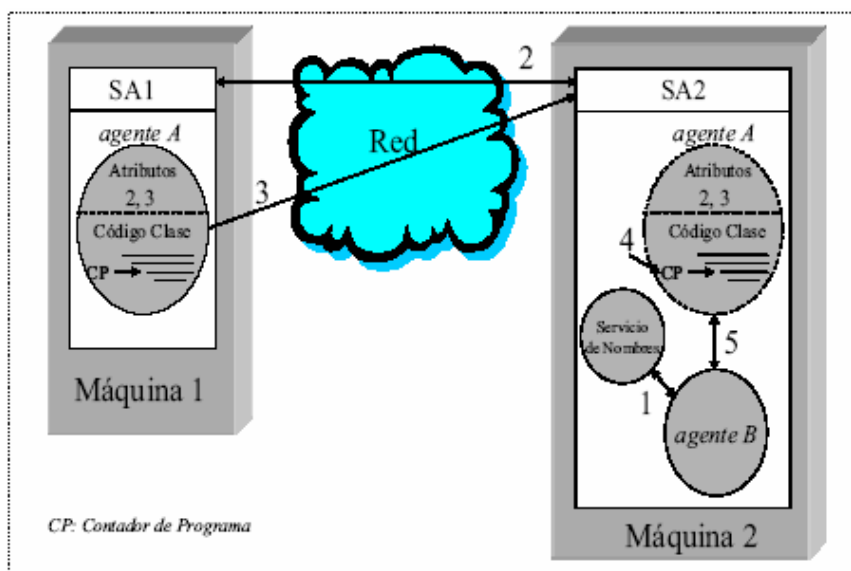 SA1
agente A
Atributos
2, 3
Código Clase
CP
Máquina 1
2
Red
3
SA2
agente A
Atributos
2, 3
Código Clase
4
CP
Servicio
de Nombres
5
1
agente B
Máquina 2
CP: Contador de Programa